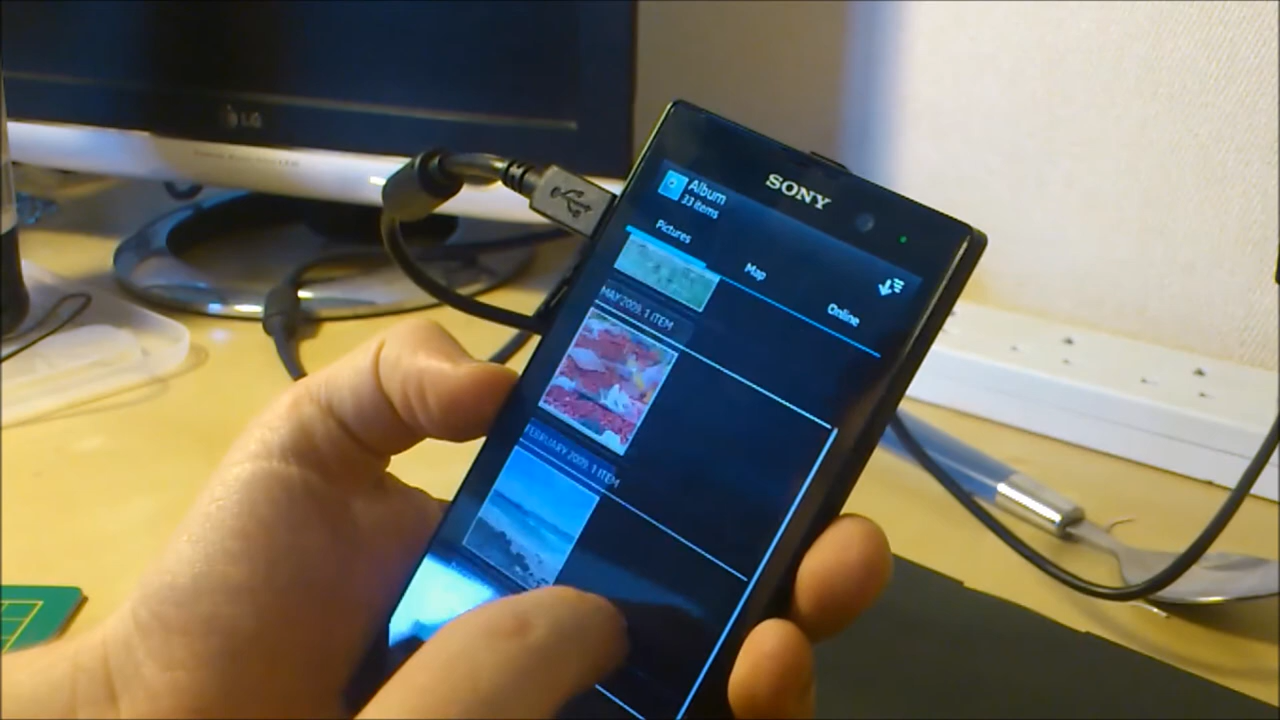 LG
SONY
Album
33 items
Pictures
Map
Online
MAY 2009, 1 ITEM
FEBRUARY 2009, 1 ITEM